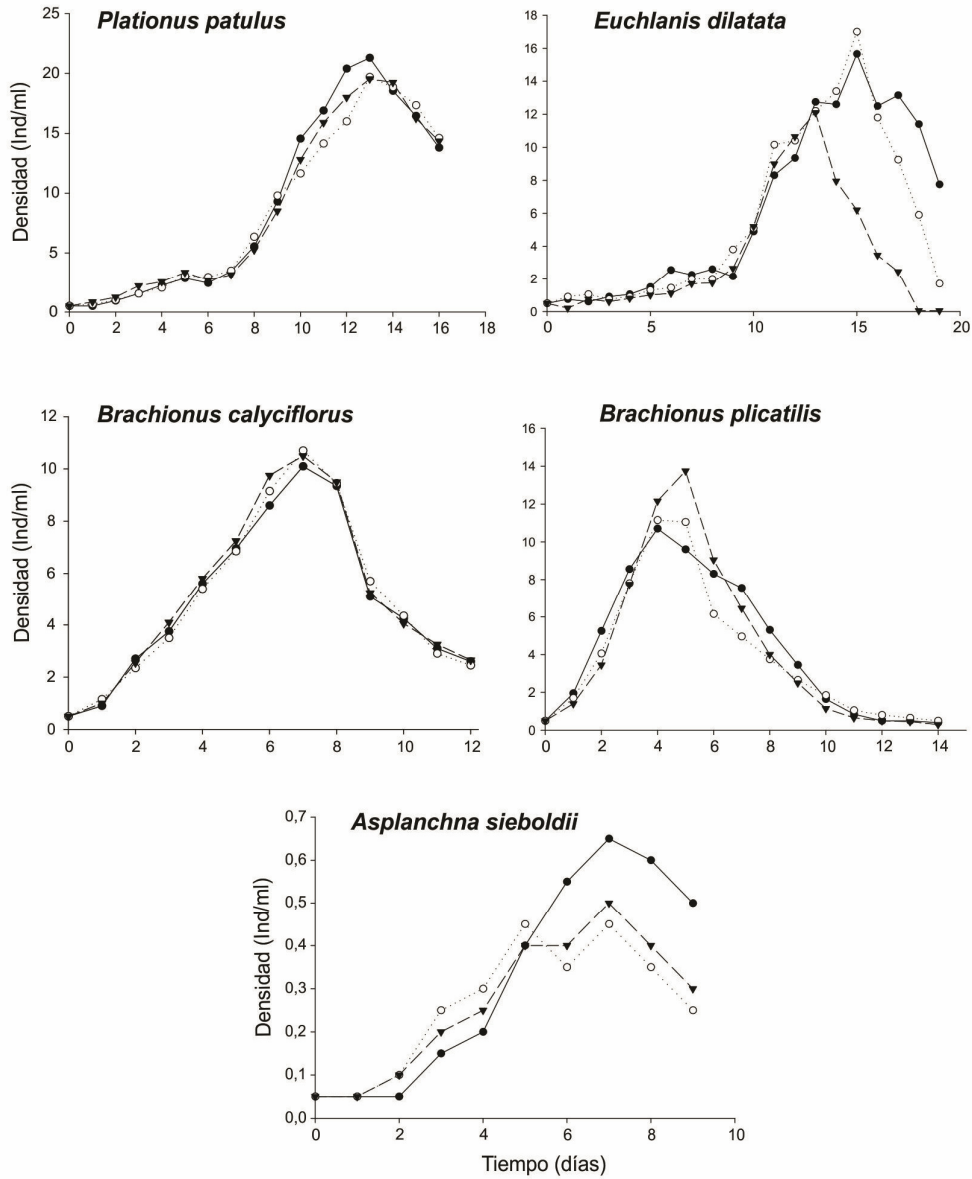 Plationus patulus
Densidad (Ind/ml)
25
20
15
10
5
0
0 2 4 6 8 10 12 14 16 18
Euchlanis dilatata
18
16
14
12
10
8
6
4
2
0
0 5 10 15 20
Brachionus calyciflorus
Densidad (Ind/ml)
12
10
8
6
4
2
0
0 2 4 6 8 10 12
Brachionus plicatilis
16
14
12
10
8
6
4
2
0
0 2 4 6 8 10 12 14
Asplanchna sieboldii
Densidad (Ind/ml)
0,7
0,6
0,5
0,4
0,3
0,2
0,1
0,0
0 2 4 6 8 10
Tiempo (días)